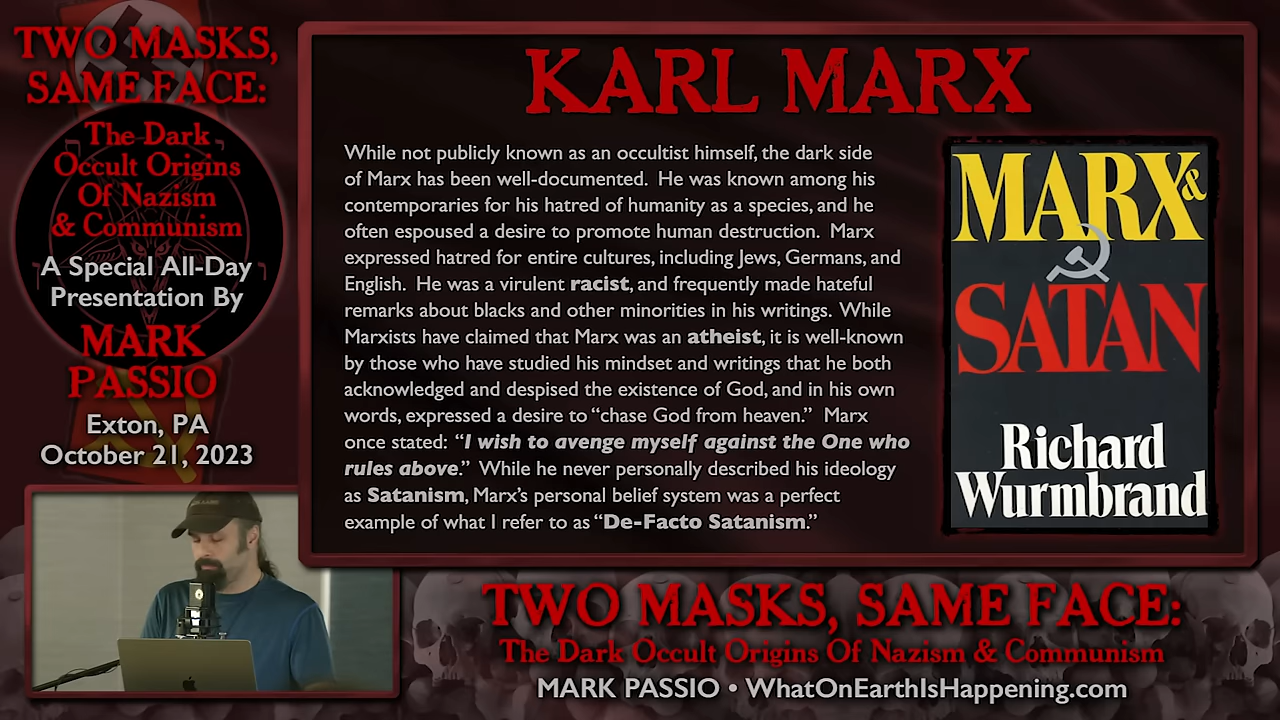 TWO MASKS,
SAME FACE:
The Dark
Occult Origins
Of Nazism
& Communism
A Special All-Day
Presentation By
MARK
PASSIO
Exton, PA
October 21, 2023
KARL MARX
While not publicly known as an occultist himself, the dark side
of Marx has been well-documented.  He was known among his
contemporaries for his hatred of humanity as a species, and he
often espoused a desire to promote human destruction.  Marx
expressed hatred for entire cultures, including Jews, Germans, and
English.  He was a virulent racist, and frequently made hateful
remarks about blacks and other minorities in his writings.  While
Marxists have claimed that Marx was an atheist, it is well-known
by those who have studied his mindset and writings that he both
acknowledged and despised the existence of God, and in his own
words, expressed a desire to “chase God from heaven.”  Marx
once stated: “I wish to avenge myself against the One who
rules above.”  While he never personally described his ideology
as Satanism, Marx’s personal belief system was a perfect
example of what I refer to as “De-Facto Satanism.”
MARX &
SATAN
Richard
Wurmbrand
TWO MASKS, SAME FACE:
The Dark Occult Origins Of Nazism & Communism
MARK PASSIO • WhatOnEarthIsHappening.com